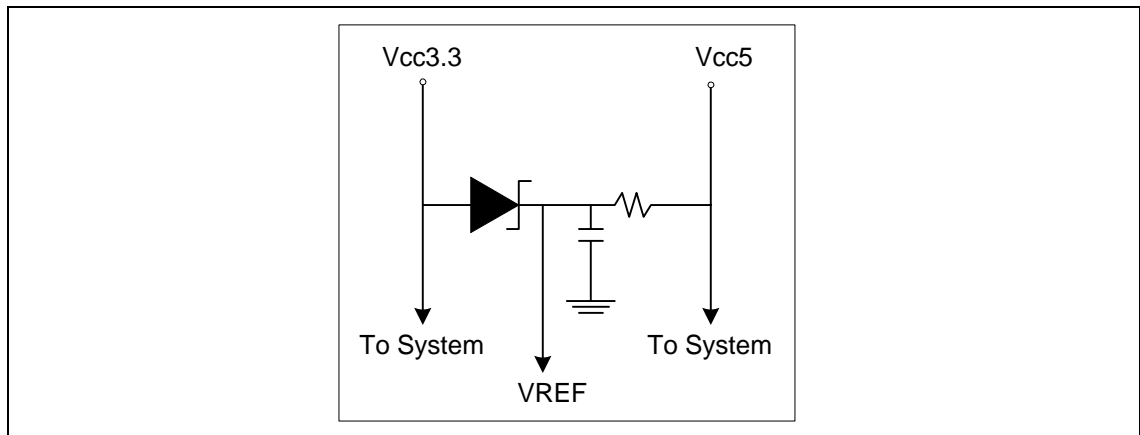 Vcc3.3
Vcc5
To System
To System
VREF